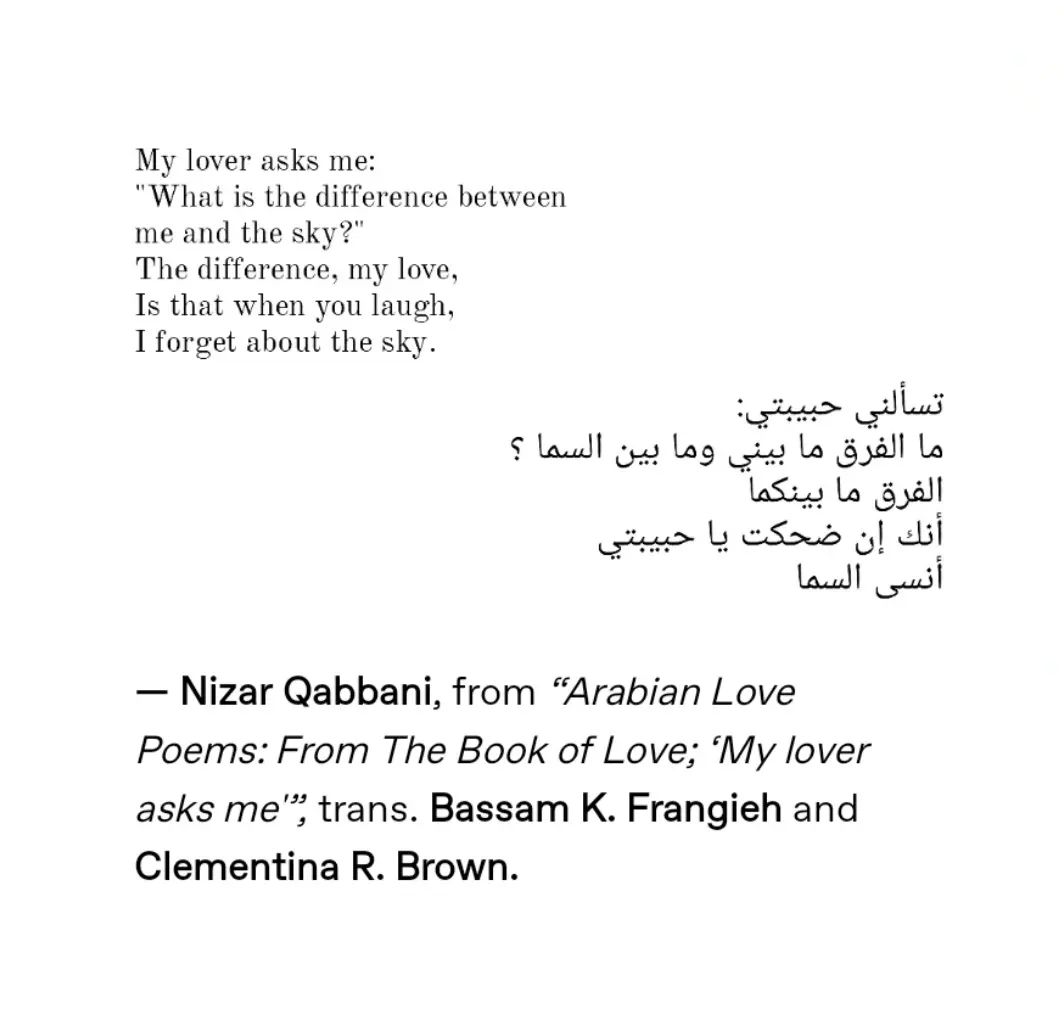 My lover asks me:
"What is the difference between
me and the sky?"
The difference, my love,
Is that when you laugh,
I forget about the sky.
تسألني حبيبتي:
ما الفرق ما بيني وما بين السما ؟
الفرق ما بينكما
أنك إن ضحكت يا حبيبتي
أنسى السما
— Nizar Qabbani, from “Arabian Love
Poems: From The Book of Love; ‘My lover
asks me'”, trans. Bassam K. Frangieh and
Clementina R. Brown.